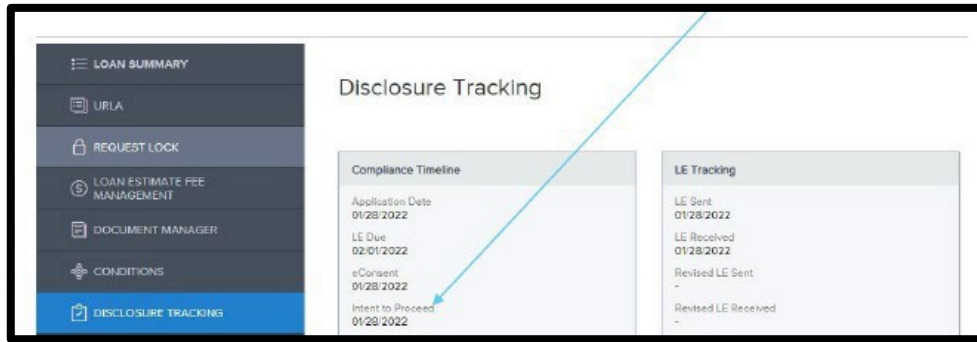 LOAN SUMMARY
URLA
REQUEST LOCK
LOAN ESTIMATE FEE
MANAGEMENT
DOCUMENT MANAGER
CONDITIONS
DISCLOSURE TRACKING
Disclosure Tracking
Compliance Timeline
Application Date
01/28/2022
LE Due
02/01/2022
eConsent
01/28/2022
Intent to Proceed
01/28/2022
LE Tracking
LE Sent
01/28/2022
LE Received
01/28/2022
Revised LE Sent
-
Revised LE Received
-